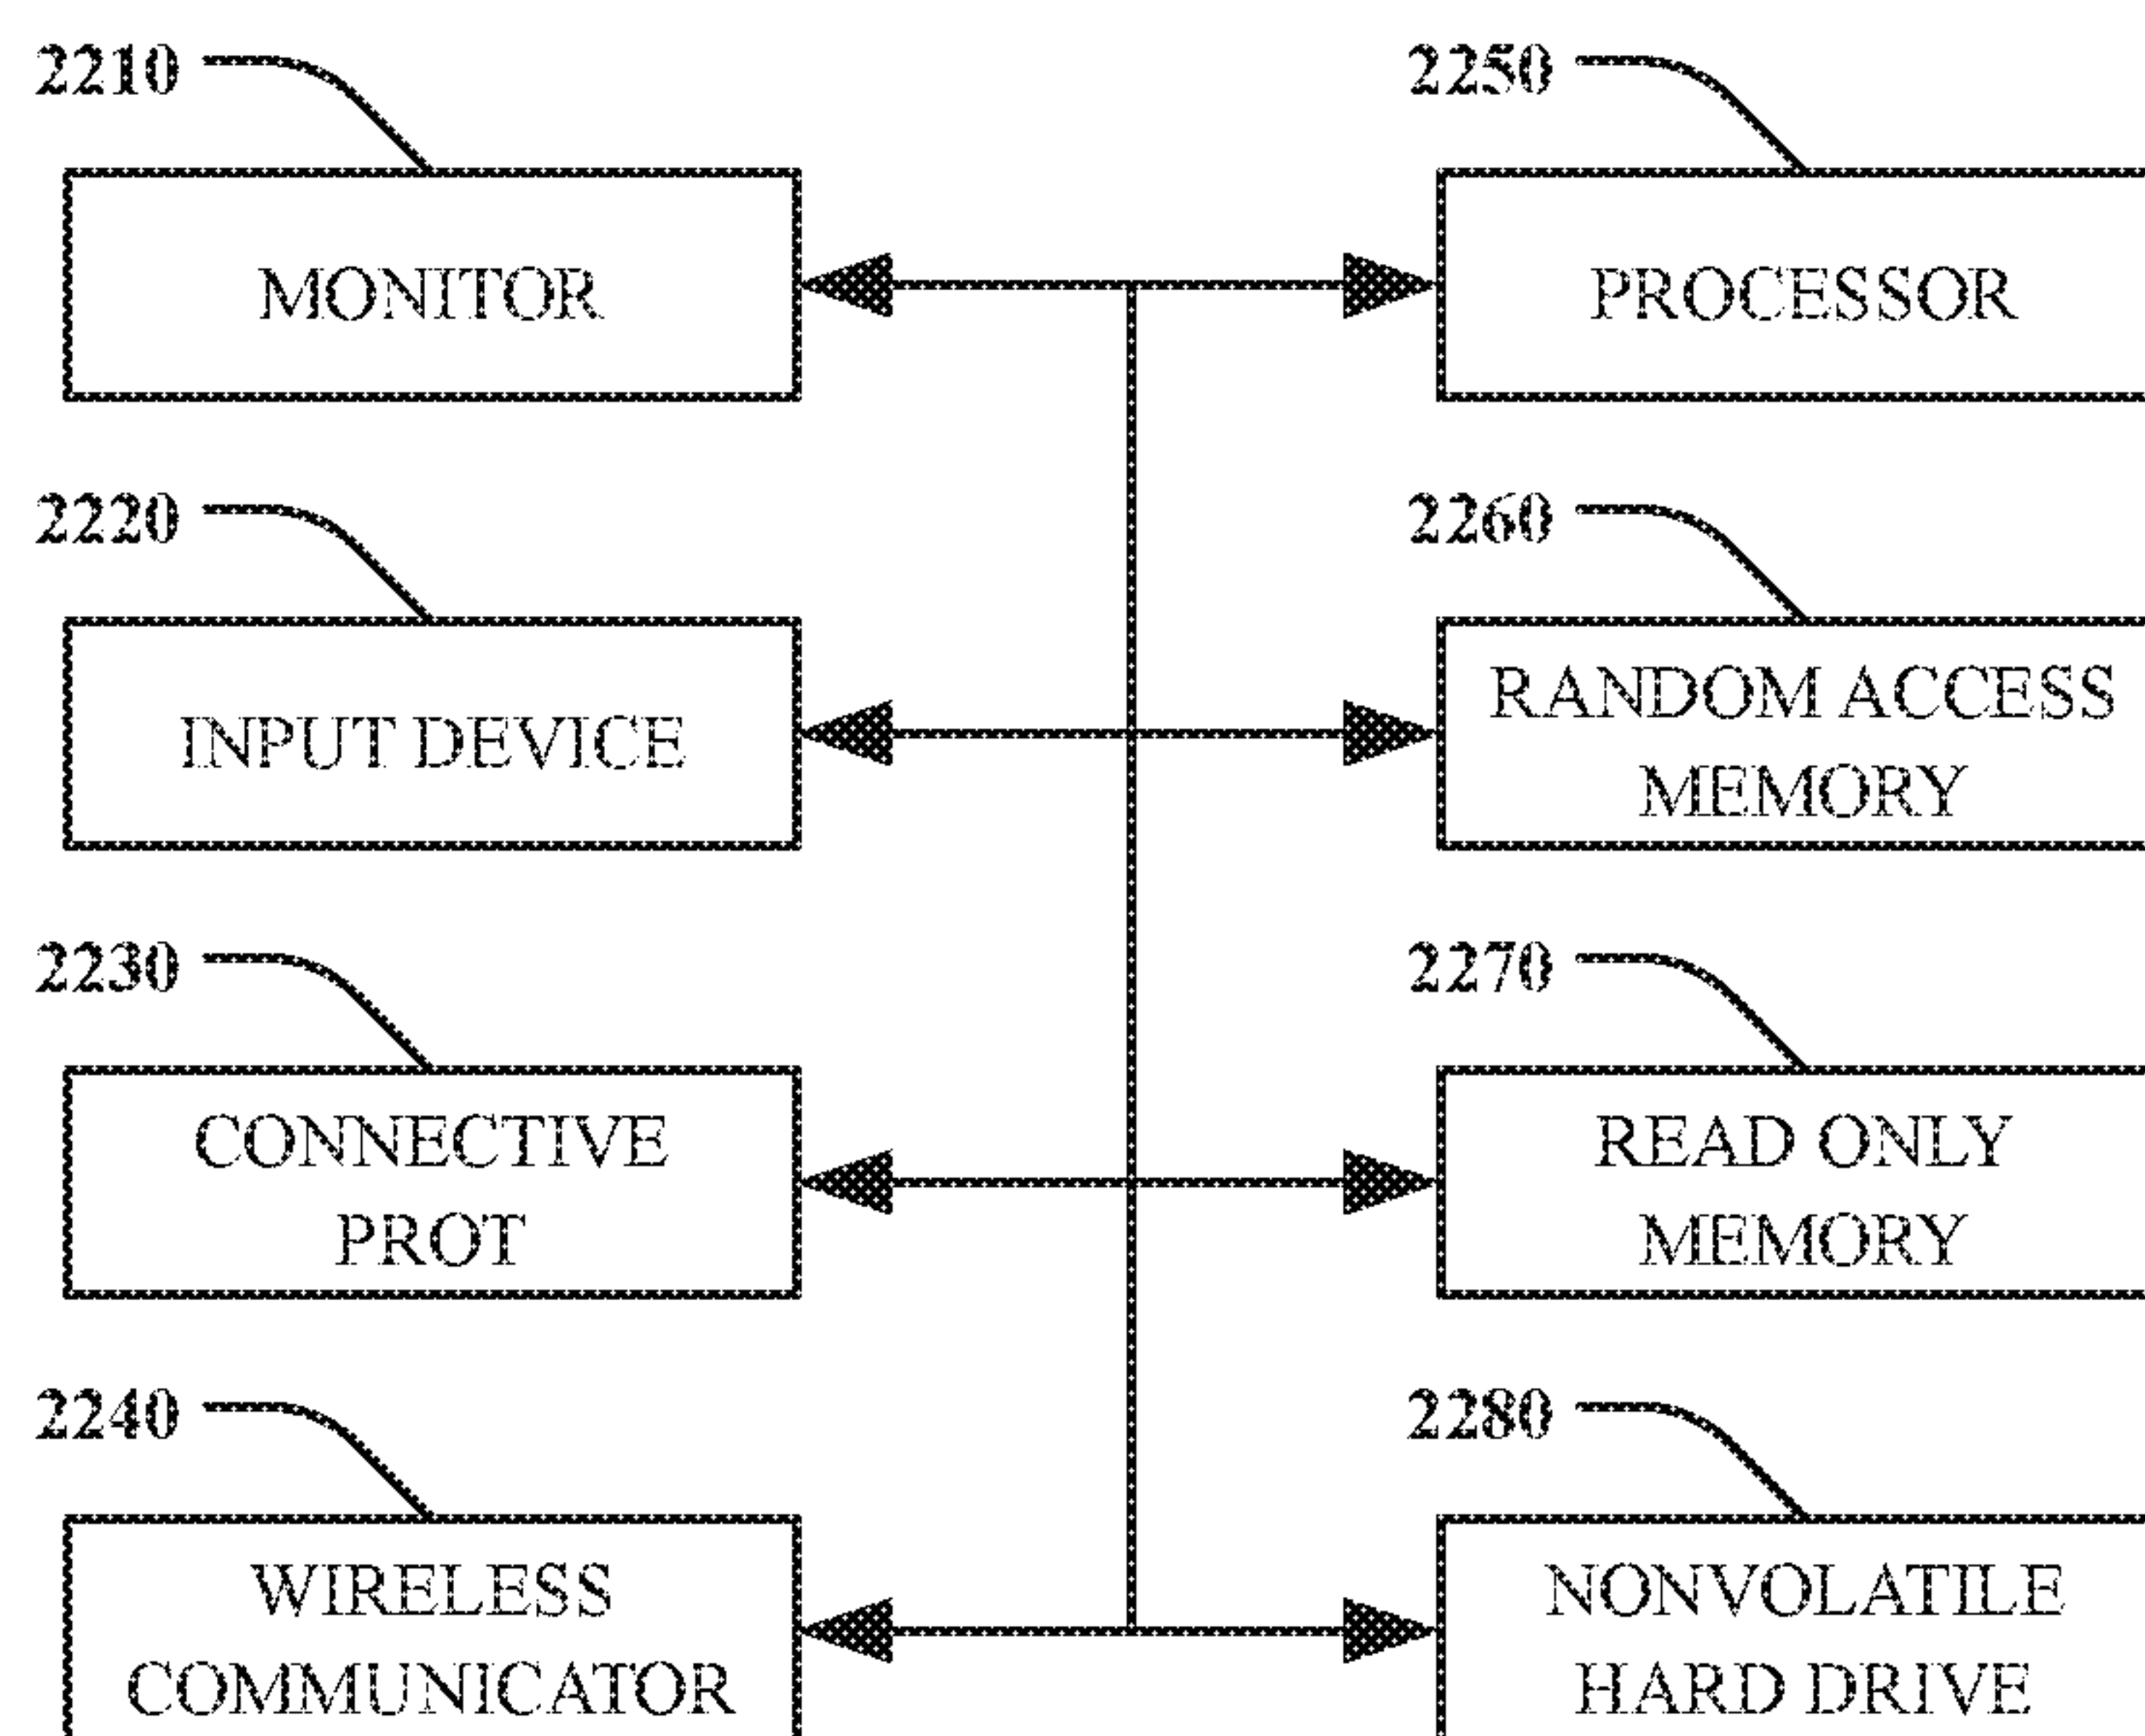 2210
MONITOR
2220
INPUT DEVICE
2230
CONNECTIVE
PROT
2240
WIRELESS
COMMUNICATOR
2250
PROCESSOR
2260
RANDOM ACCESS
MEMORY
2270
READ ONLY
MEMORY
2280
NONVOLATILE
HARD DRIVE